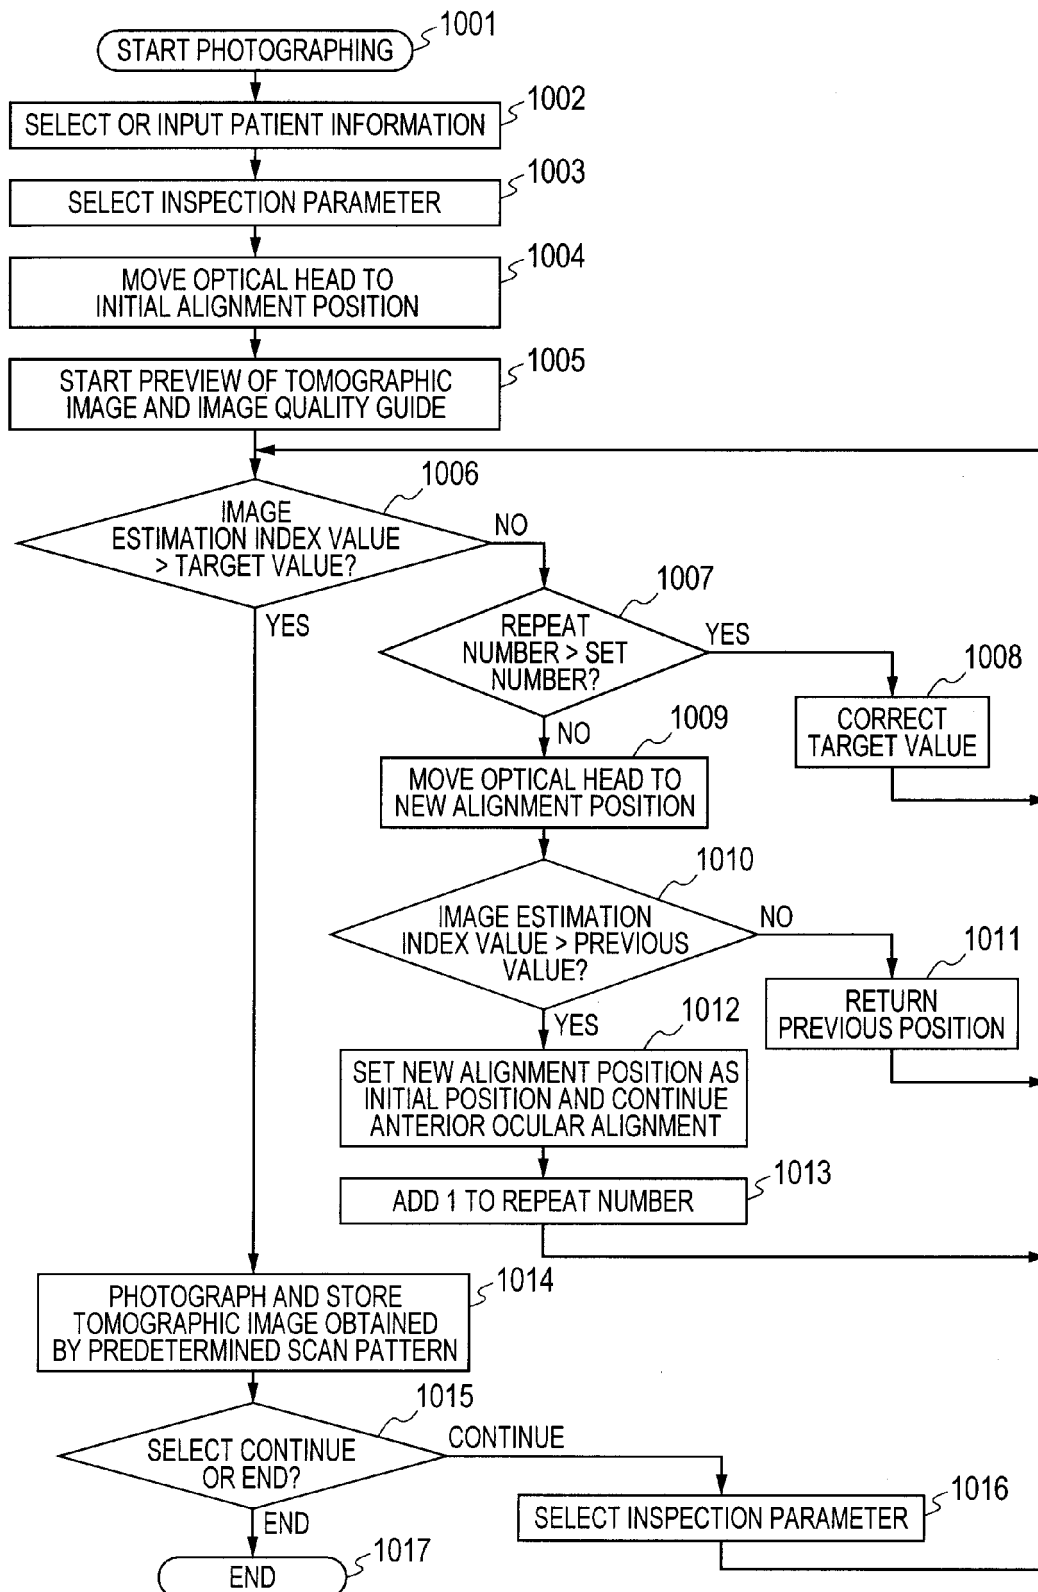 1001
START PHOTOGRAPHING
1002
SELECT OR INPUT PATIENT INFORMATION
1003
SELECT INSPECTION PARAMETER
1004
MOVE OPTICAL HEAD TO
INITIAL ALIGNMENT POSITION
1005
START PREVIEW OF TOMOGRAPHIC
IMAGE AND IMAGE QUALITY GUIDE
1006
IMAGE
ESTIMATION INDEX VALUE
> TARGET VALUE?
NO
YES
1007
REPEAT
NUMBER > SET
NUMBER?
YES
NO
1008
CORRECT
TARGET VALUE
1009
MOVE OPTICAL HEAD TO
NEW ALIGNMENT POSITION
1010
IMAGE ESTIMATION
INDEX VALUE > PREVIOUS
VALUE?
NO
YES
1011
RETURN
PREVIOUS POSITION
1012
SET NEW ALIGNMENT POSITION AS
INITIAL POSITION AND CONTINUE
ANTERIOR OCULAR ALIGNMENT
1013
ADD 1 TO REPEAT NUMBER
1014
PHOTOGRAPH AND STORE
TOMOGRAPHIC IMAGE OBTAINED
BY PREDETERMINED SCAN PATTERN
1015
SELECT CONTINUE
OR END?
CONTINUE
END
1016
SELECT INSPECTION PARAMETER
1017
END